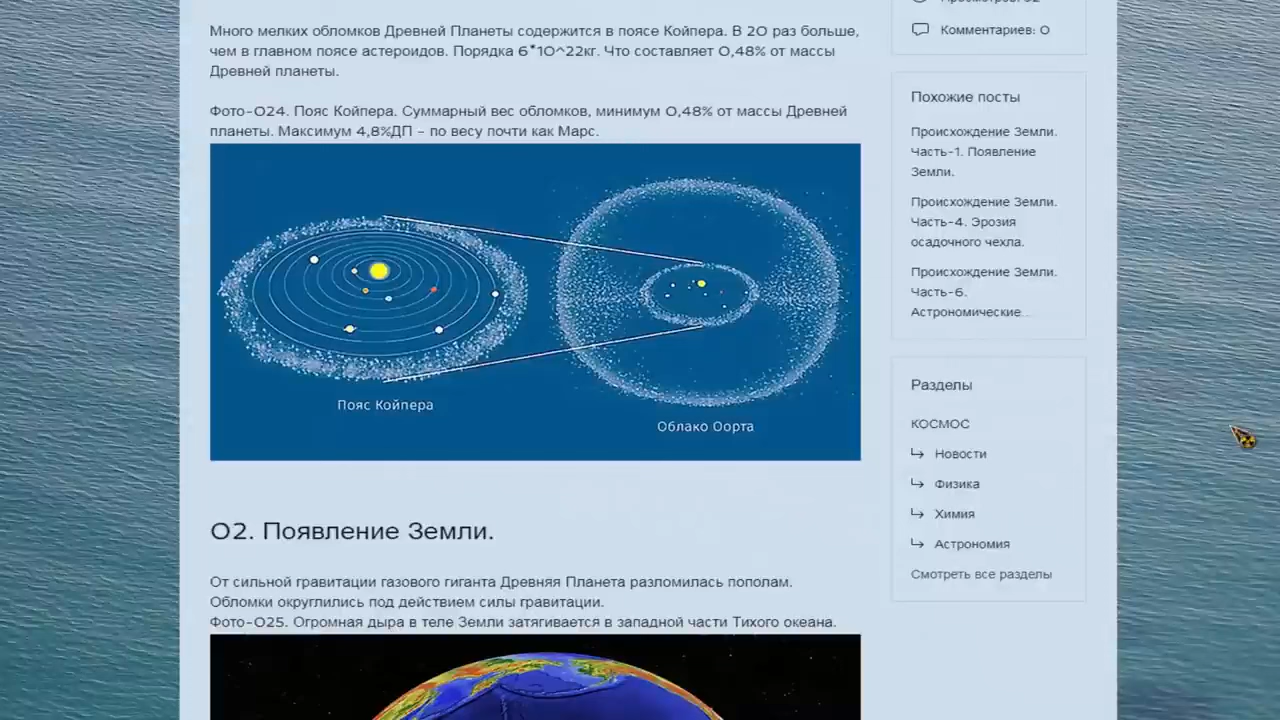 Много мелких обломков Древней Планеты содержится в поясе Койпера. В 20 раз больше,
чем в главном поясе астероидов. Порядка 6*10^22кг. Что составляет 0,48% от массы
Древней планеты.
Фото-024. Пояс Койпера. Суммарный вес обломков, минимум 0,48% от массы Древней
планеты. Максимум 4,8%ДП - по весу почти как Марс.
Пояс Койпера
Облако Оорта
02. Появление Земли.
От сильной гравитации газового гиганта Древняя Планета разломилась пополам.
Обломки округлились под действием силы гравитации.
Фото-025. Огромная дыра в теле Земли затягивается в западной части Тихого океана.
Комментариев: 0
Похожие посты
Происхождение Земли.
Часть-1. Появление
Земли.
Происхождение Земли.
Часть-4. Эрозия
осадочного чехла.
Происхождение Земли.
Часть-6.
Астрономические...
Разделы
КОСМОС
Новости
Физика
Химия
Астрономия
Смотреть все разделы